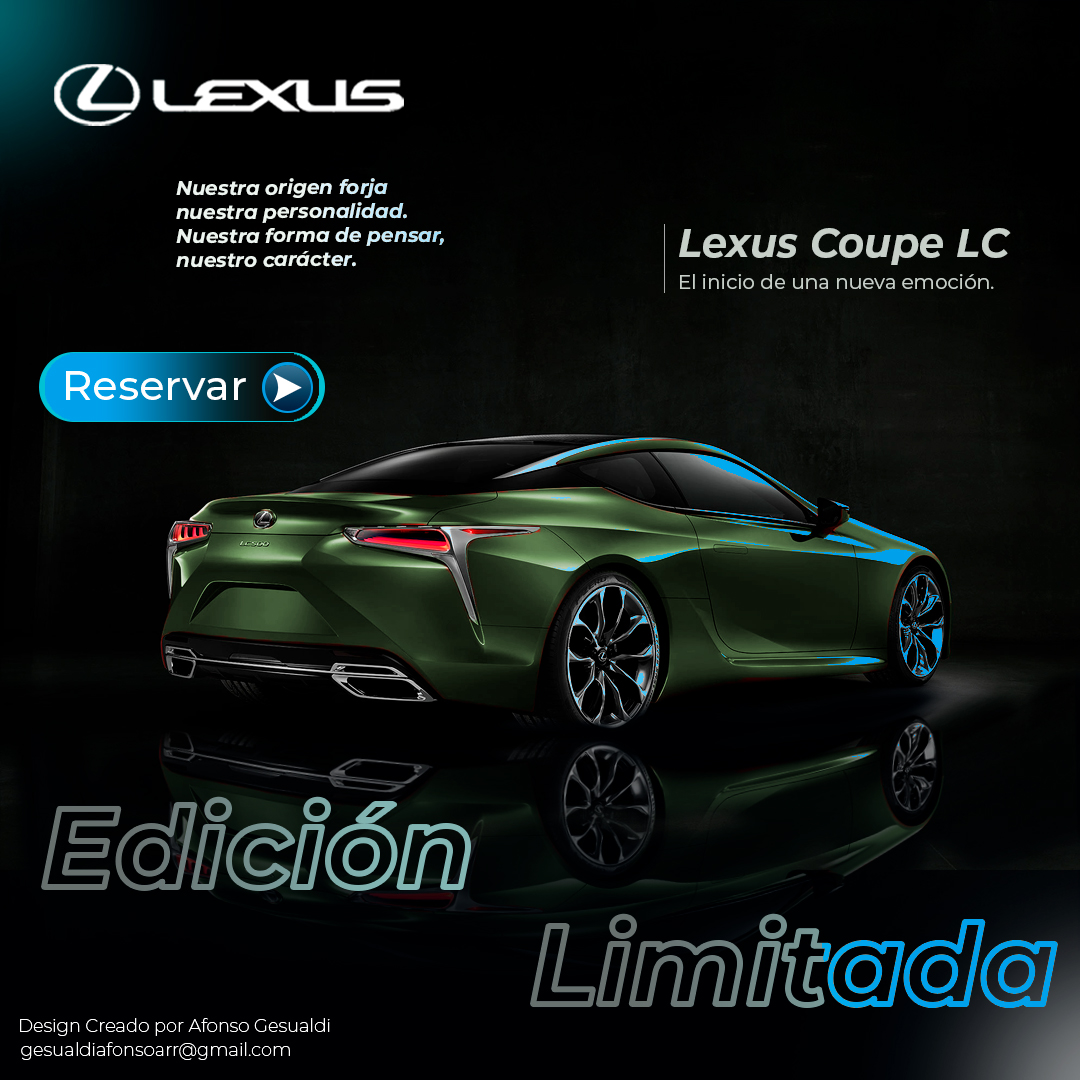 LEXUS
Nuestra origen forja
nuestra personalidad.
Nuestra forma de pensar,
nuestro carácter.
Lexus Coupe LC
El inicio de una nueva emoción.
Reservar
LC500
Edición
Limitada
Design Creado por Afonso Gesualdi
gesualdiafonsoarr@gmail.com